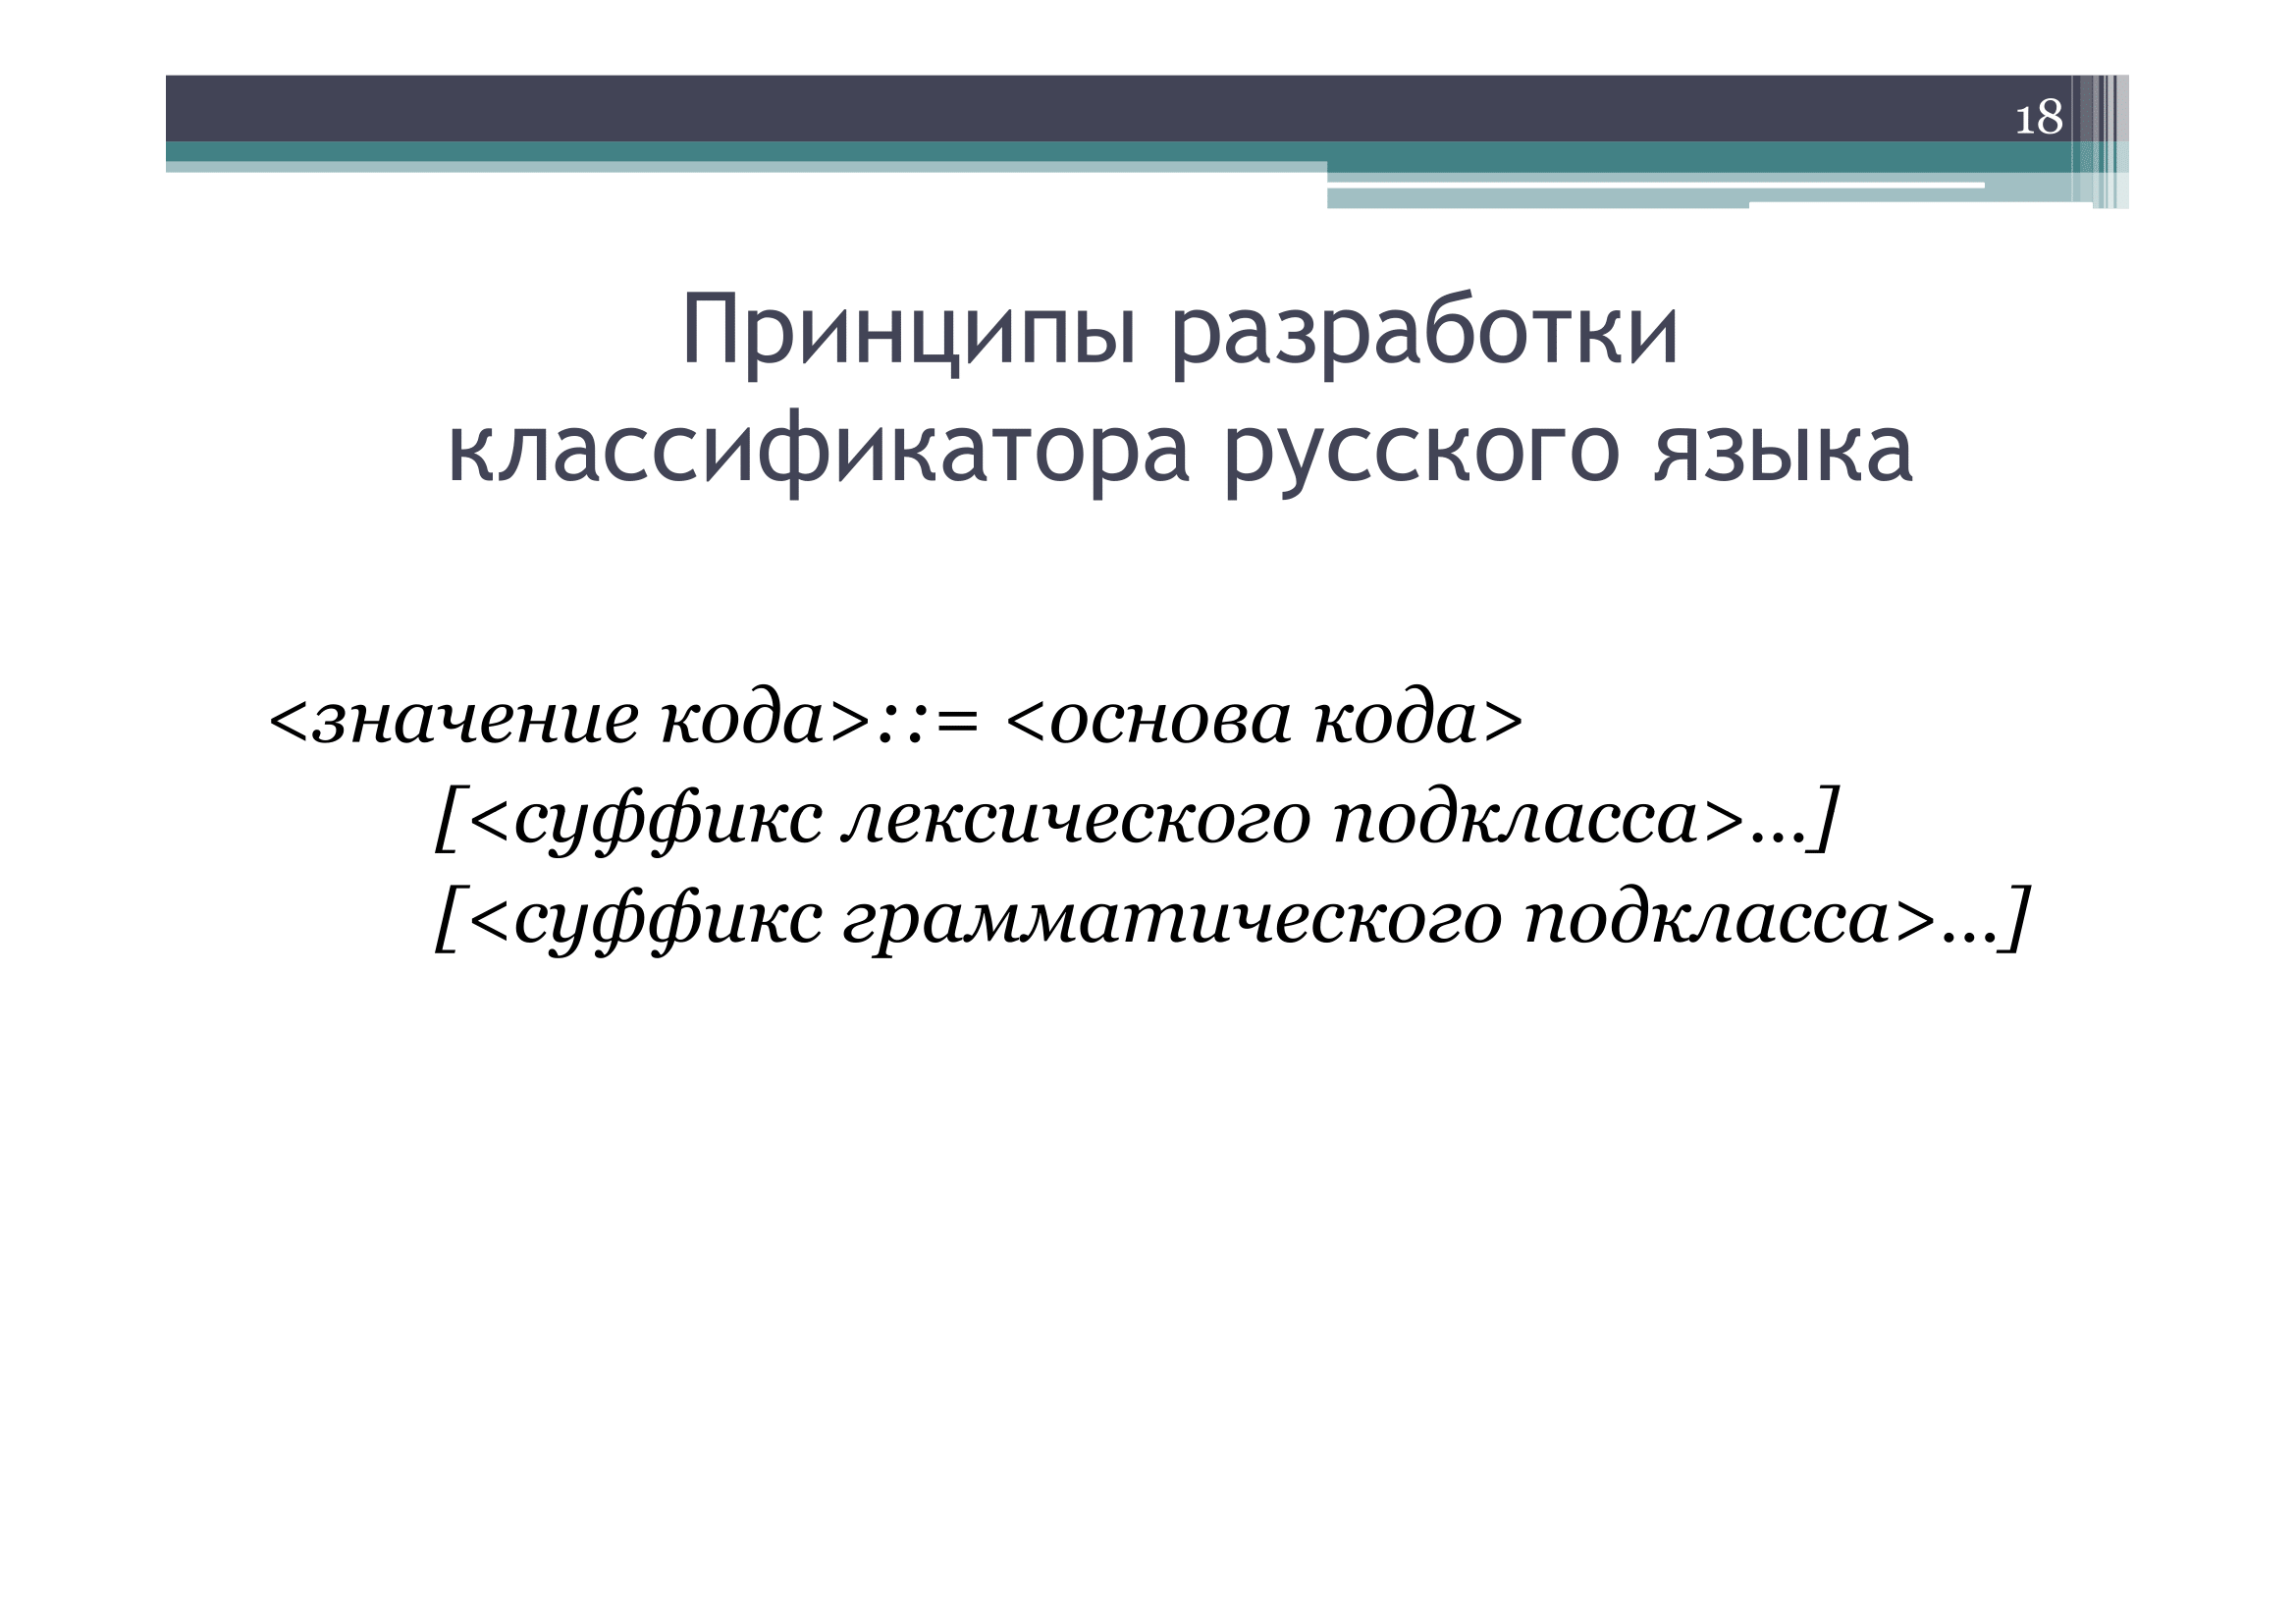 18
Принципы разработки
классификатора русского языка
<значение кода>::= <основа кода>
[<суффикс лексического подкласса>...]
[<суффикс грамматического подкласса>...]